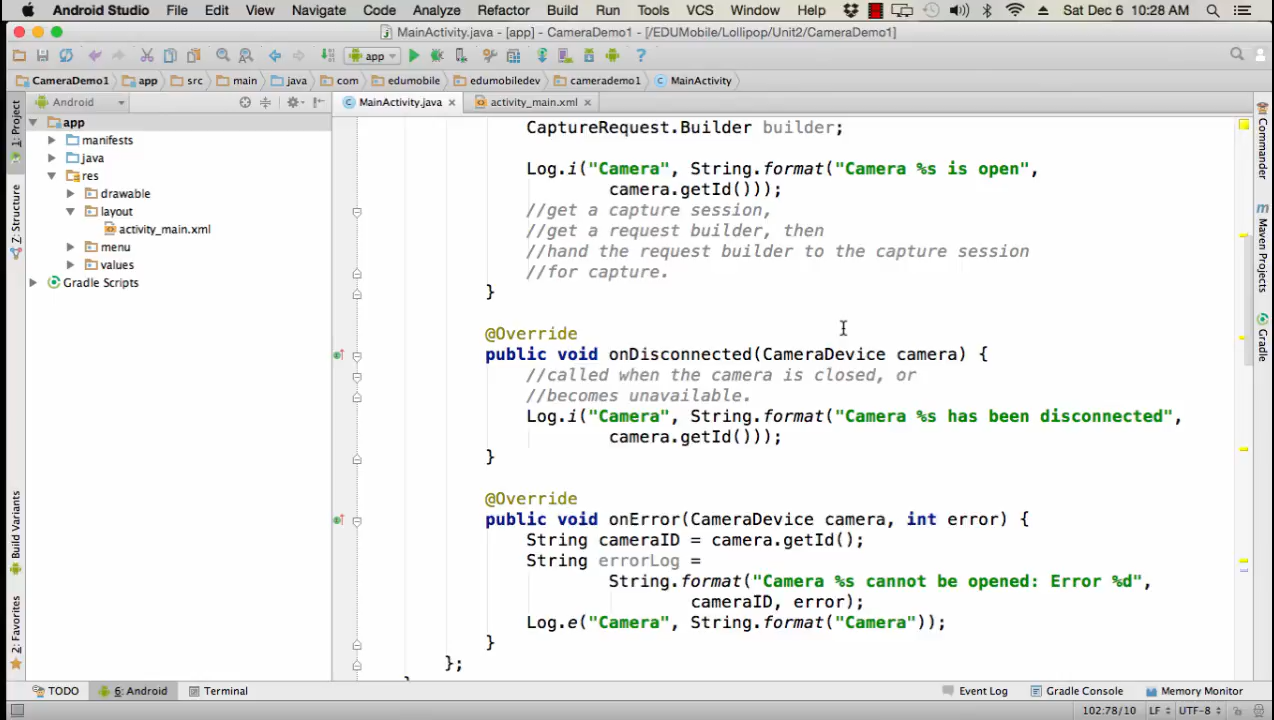 Android Studio File Edit View Navigate Code Analyze Refactor Build Run Tools VCS Window Help Sat Dec 6 10:28 AM
MainActivity.java - [app] - CameraDemo1 - [/EDUMobile/Lollipop/Unit2/CameraDemo1]
app
CameraDemo1 app src main java com edumobile edumobiledev camerademo1 MainActivity
Android MainActivity.java activity_main.xml
1: Project
Z: Structure
Build Variants
2: Favorites
app
manifests
java
res
drawable
layout
activity_main.xml
menu
values
Gradle Scripts
CaptureRequest.Builder builder;
Log.i("Camera", String.format("Camera %s is open",
camera.getId()));
//get a capture session,
//get a request builder, then
//hand the request builder to the capture session
//for capture.
}
@Override
public void onDisconnected(CameraDevice camera) {
//called when the camera is closed, or
//becomes unavailable.
Log.i("Camera", String.format("Camera %s has been disconnected",
camera.getId()));
}
@Override
public void onError(CameraDevice camera, int error) {
String cameraID = camera.getId();
String errorLog =
String.format("Camera %s cannot be opened: Error %d",
cameraID, error);
Log.e("Camera", String.format("Camera"));
}
};
Commander
Maven Projects
Gradle
TODO 6: Android Terminal Event Log Gradle Console Memory Monitor
102:78/10 LF UTF-8